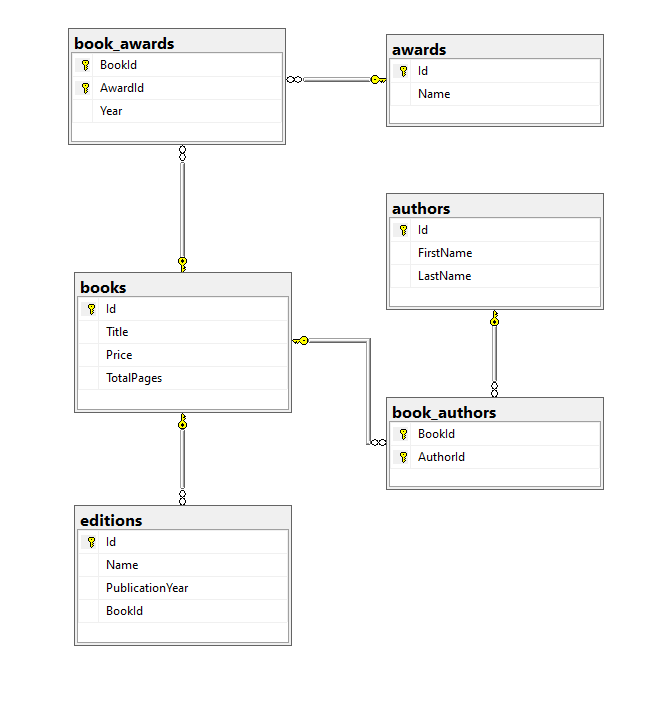 book_awards
BookId
AwardId
Year
awards
Id
Name
authors
Id
FirstName
LastName
books
Id
Title
Price
TotalPages
book_authors
BookId
AuthorId
editions
Id
Name
PublicationYear
BookId